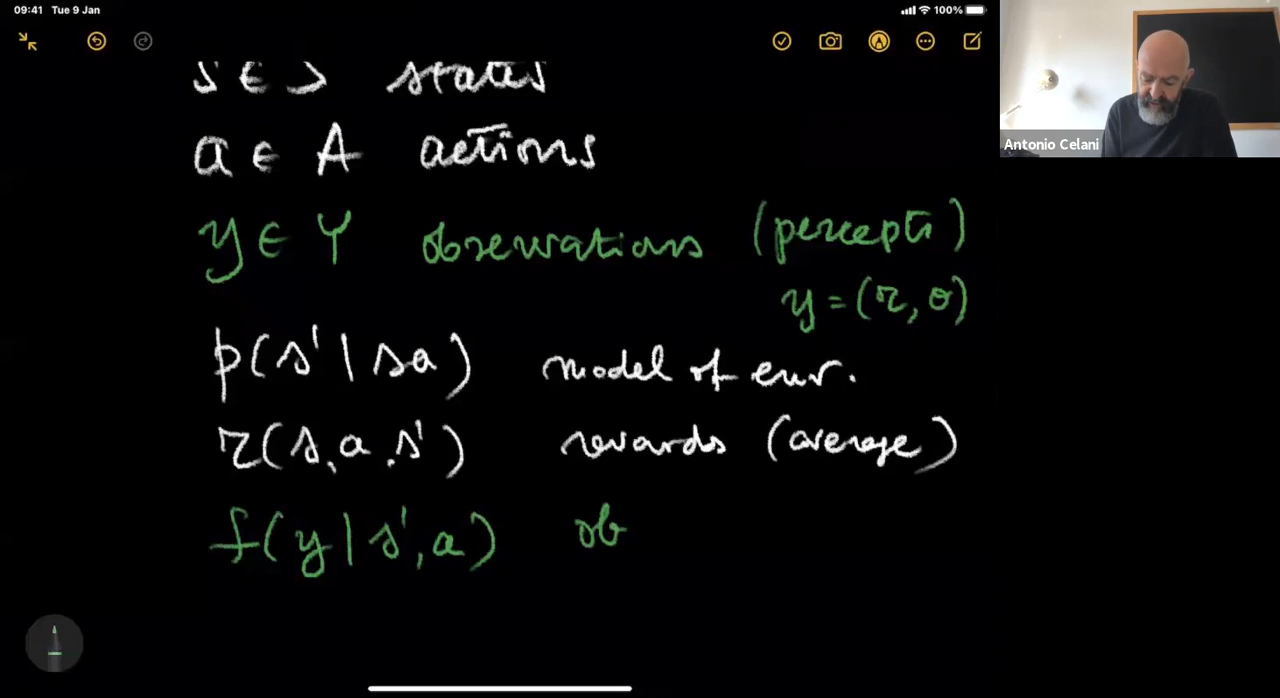 09:41 Tue 9 Jan 100%
Antonio Celani
s ∈ S states
a ∈ A actions
y ∈ Y observations (percepts)
y = (r, o)
p(s' | s a) model of env.
r(s, a, s') rewards (average)
f(y | s', a) ob